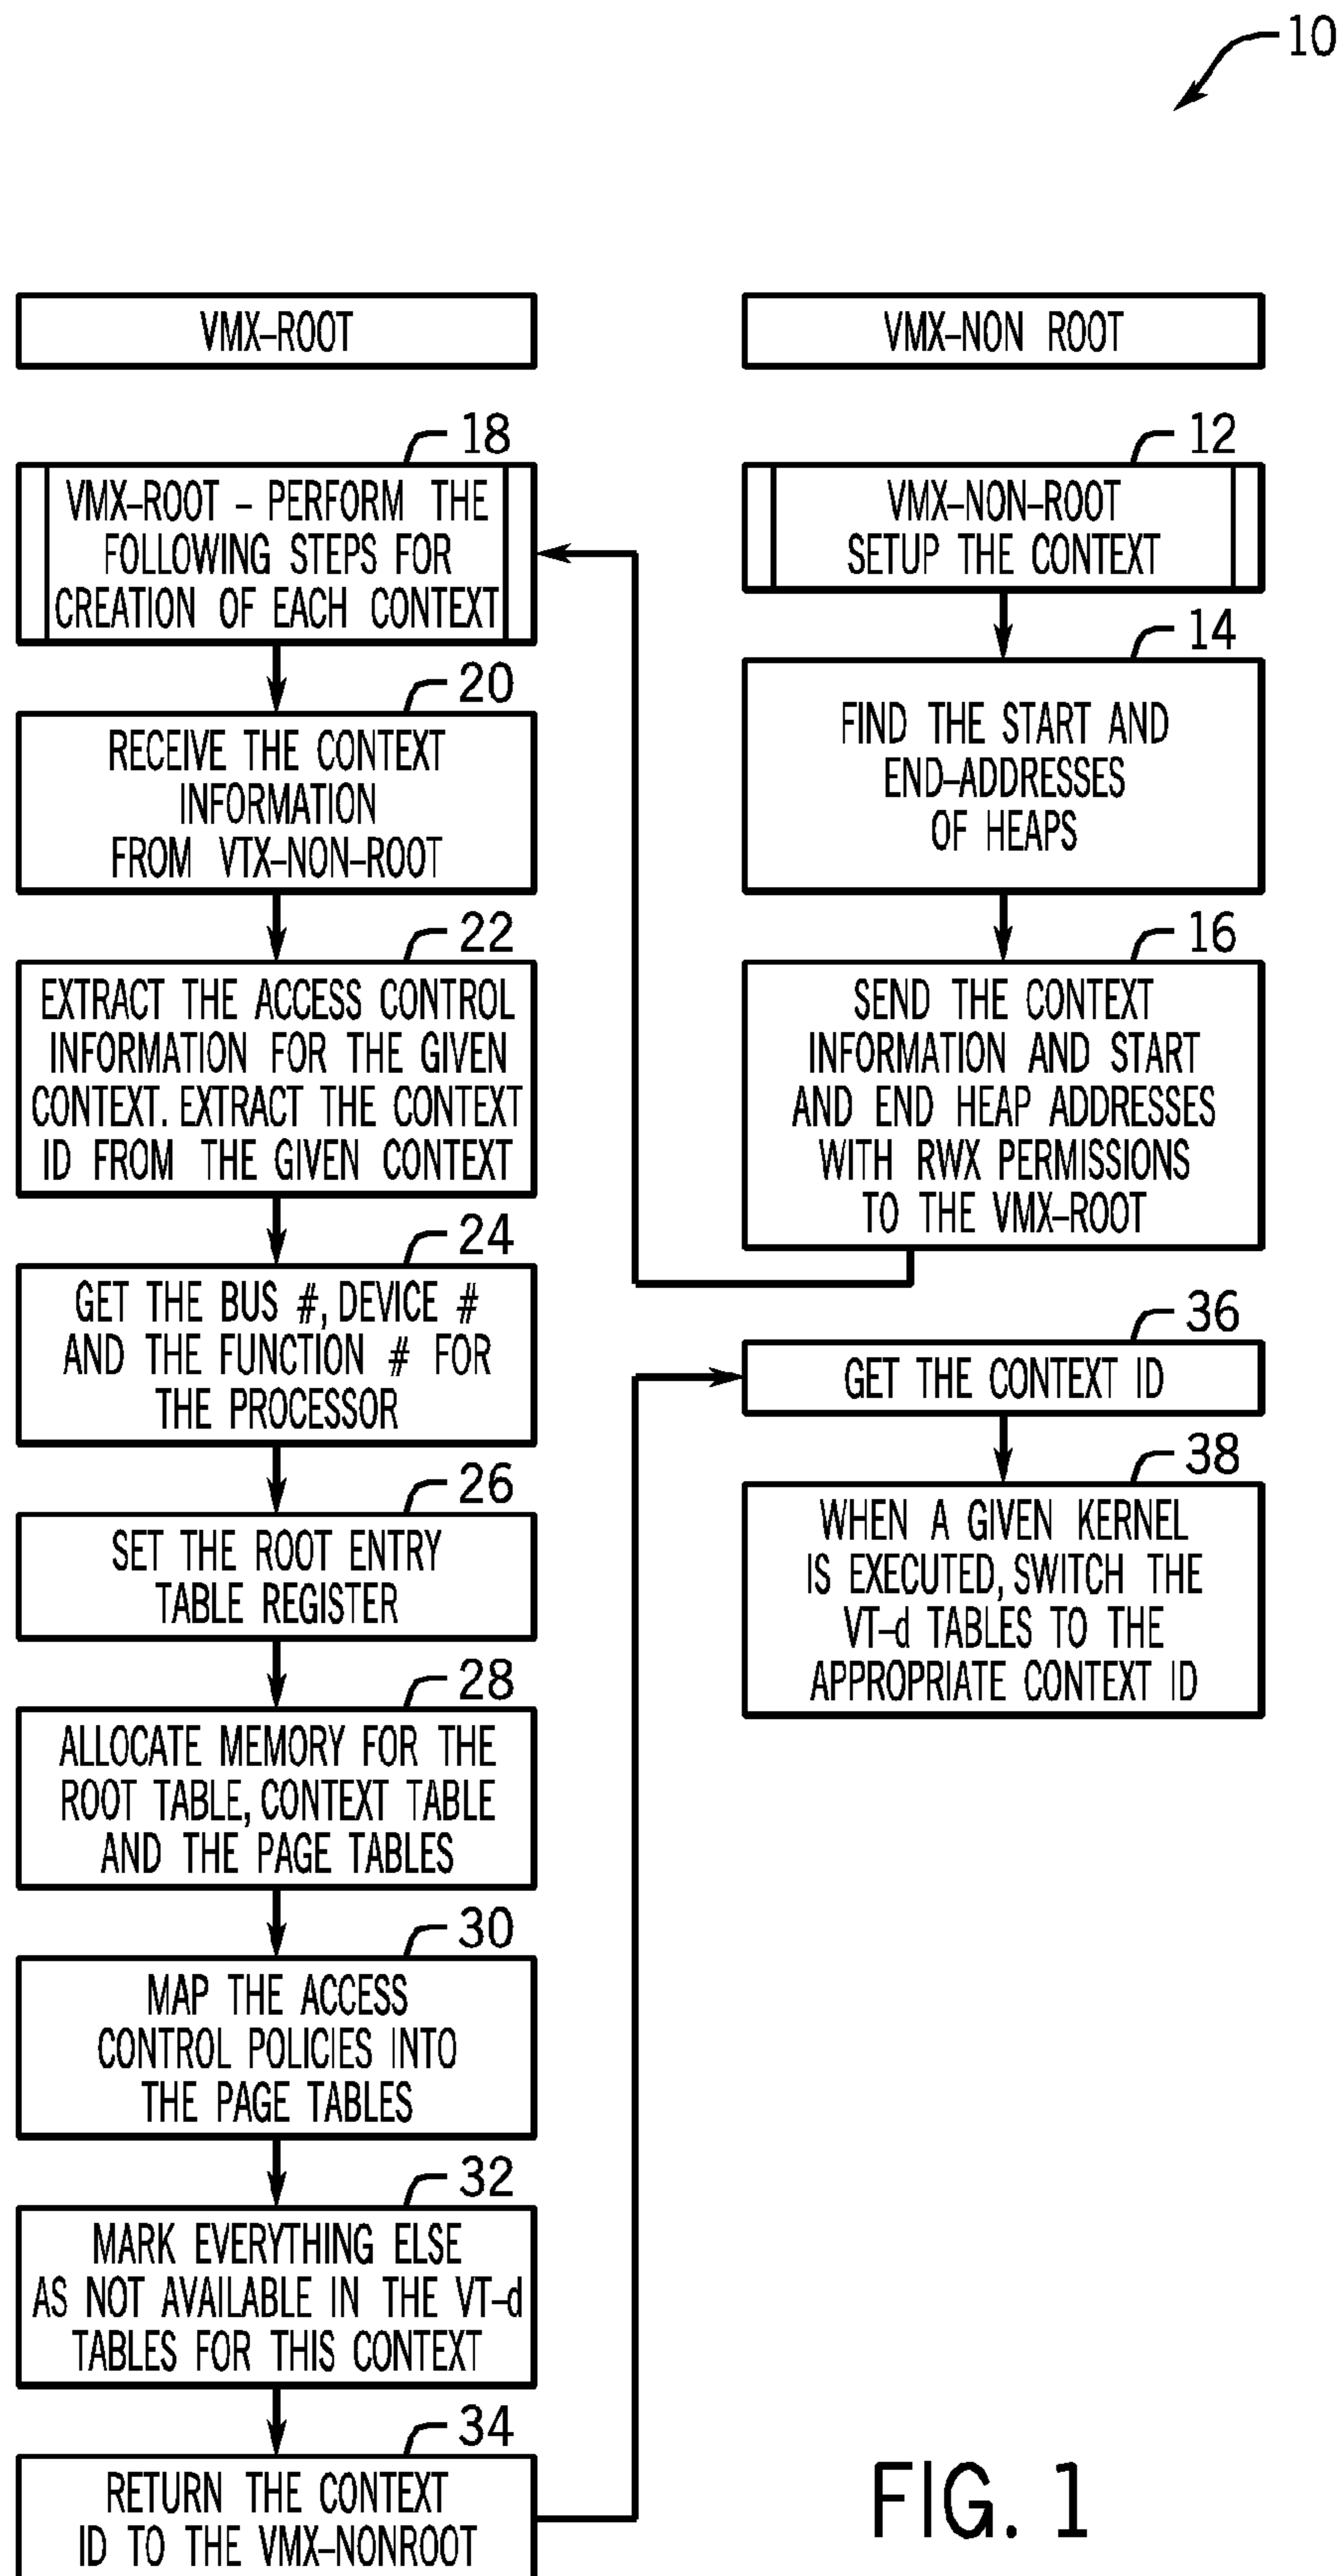 10
VMX–ROOT
18
VMX–ROOT – PERFORM THE
FOLLOWING STEPS FOR
CREATION OF EACH CONTEXT
20
RECEIVE THE CONTEXT
INFORMATION
FROM VTX–NON–ROOT
22
EXTRACT THE ACCESS CONTROL
INFORMATION FOR THE GIVEN
CONTEXT. EXTRACT THE CONTEXT
ID FROM THE GIVEN CONTEXT
24
GET THE BUS #, DEVICE #
AND THE FUNCTION # FOR
THE PROCESSOR
26
SET THE ROOT ENTRY
TABLE REGISTER
28
ALLOCATE MEMORY FOR THE
ROOT TABLE, CONTEXT TABLE
AND THE PAGE TABLES
30
MAP THE ACCESS
CONTROL POLICIES INTO
THE PAGE TABLES
32
MARK EVERYTHING ELSE
AS NOT AVAILABLE IN THE VT–d
TABLES FOR THIS CONTEXT
34
RETURN THE CONTEXT
ID TO THE VMX–NONROOT
VMX–NON ROOT
12
VMX–NON–ROOT
SETUP THE CONTEXT
14
FIND THE START AND
END–ADDRESSES
OF HEAPS
16
SEND THE CONTEXT
INFORMATION AND START
AND END HEAP ADDRESSES
WITH RWX PERMISSIONS
TO THE VMX–ROOT
36
GET THE CONTEXT ID
38
WHEN A GIVEN KERNEL
IS EXECUTED, SWITCH THE
VT–d TABLES TO THE
APPROPRIATE CONTEXT ID
FIG. 1